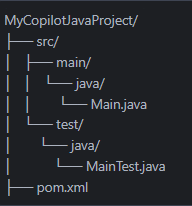 MyCopilotJavaProject/
├── src/
│   ├── main/
│   │   ├── java/
│   │   │   └── Main.java
│   └── test/
│       ├── java/
│       │   └── MainTest.java
├── pom.xml